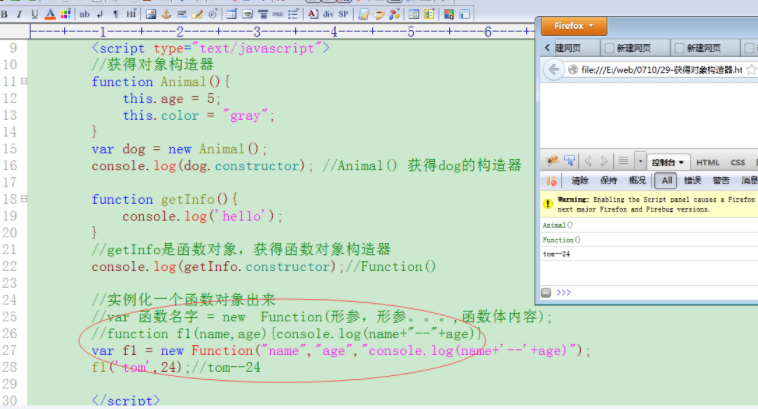 B I U A ab ¶ Hi PRE A div SP
----+----1----+----2----+----3----+----4----+----5----+----6----+
9 <script type="text/javascript">
10 //获得对象构造器
11 function Animal(){
12 this.age = 5;
13 this.color = "gray";
14 }
15 var dog = new Animal();
16 console.log(dog.constructor); //Animal() 获得dog的构造器
17
18 function getInfo(){
19 console.log('hello');
20 }
21 //getInfo是函数对象，获得函数对象构造器
22 console.log(getInfo.constructor);//Function()
23
24 //实例化一个函数对象出来
25 //var 函数名字 = new Function(形参，形参。。。,函数体内容);
26 //function f1(name,age){console.log(name+"--"+age)}
27 var f1 = new Function("name","age","console.log(name+'--'+age)");
28 f1('tom',24);//tom--24
29
30 </script>
Firefox
建网页 新建网页 新建网页
file:///E:/web/0710/29-获得对象构造器.ht
控制台 HTML CSS
清除 保持 概况 All 错误 警告 消息
Warning: Enabling the Script panel causes a Firefox
next major Firefox and Firebug versions.
Animal()
Function()
tom--24
>>>